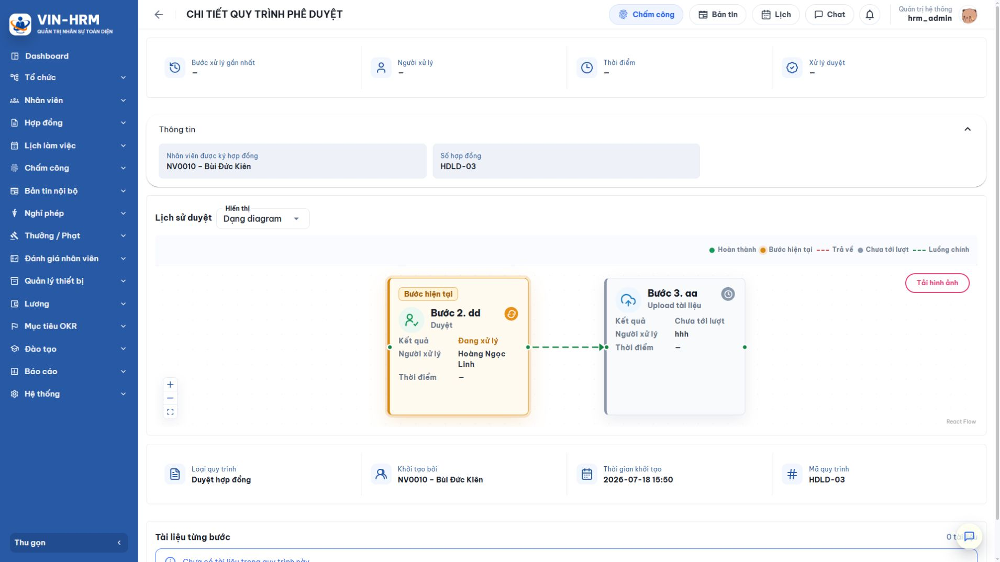 VIN-HRM
QUẢN TRỊ NHÂN SỰ TOÀN DIỆN
Dashboard
Tổ chức
Nhân viên
Hợp đồng
Lịch làm việc
Chấm công
Bản tin nội bộ
Nghỉ phép
Thưởng / Phạt
Đánh giá nhân viên
Quản lý thiết bị
Lương
Mục tiêu OKR
Đào tạo
Báo cáo
Hệ thống
Thu gọn
CHI TIẾT QUY TRÌNH PHÊ DUYỆT
Chấm công
Bản tin
Lịch
Chat
Quản trị hệ thống
hrm_admin
Bước xử lý gần nhất
–
Người xử lý
–
Thời điểm
–
Xử lý duyệt
–
Thông tin
Nhân viên được ký hợp đồng
NV0010 – Bùi Đức Kiên
Số hợp đồng
HDLD-03
Lịch sử duyệt
Hiển thị
Dạng diagram
Hoàn thành
Bước hiện tại
Trả về
Chưa tới lượt
Luồng chính
Tải hình ảnh
Bước hiện tại
Bước 2. dd
Duyệt
Kết quả Đang xử lý
Người xử lý Hoàng Ngọc
Linh
Thời điểm –
Bước 3. aa
Upload tài liệu
Kết quả Chưa tới lượt
Người xử lý hhh
Thời điểm –
React Flow
Loại quy trình
Duyệt hợp đồng
Khởi tạo bởi
NV0010 – Bùi Đức Kiên
Thời gian khởi tạo
2026-07-18 15:50
Mã quy trình
HDLD-03
Tài liệu từng bước
0 tài liệu
Chưa có tài liệu trong quy trình này